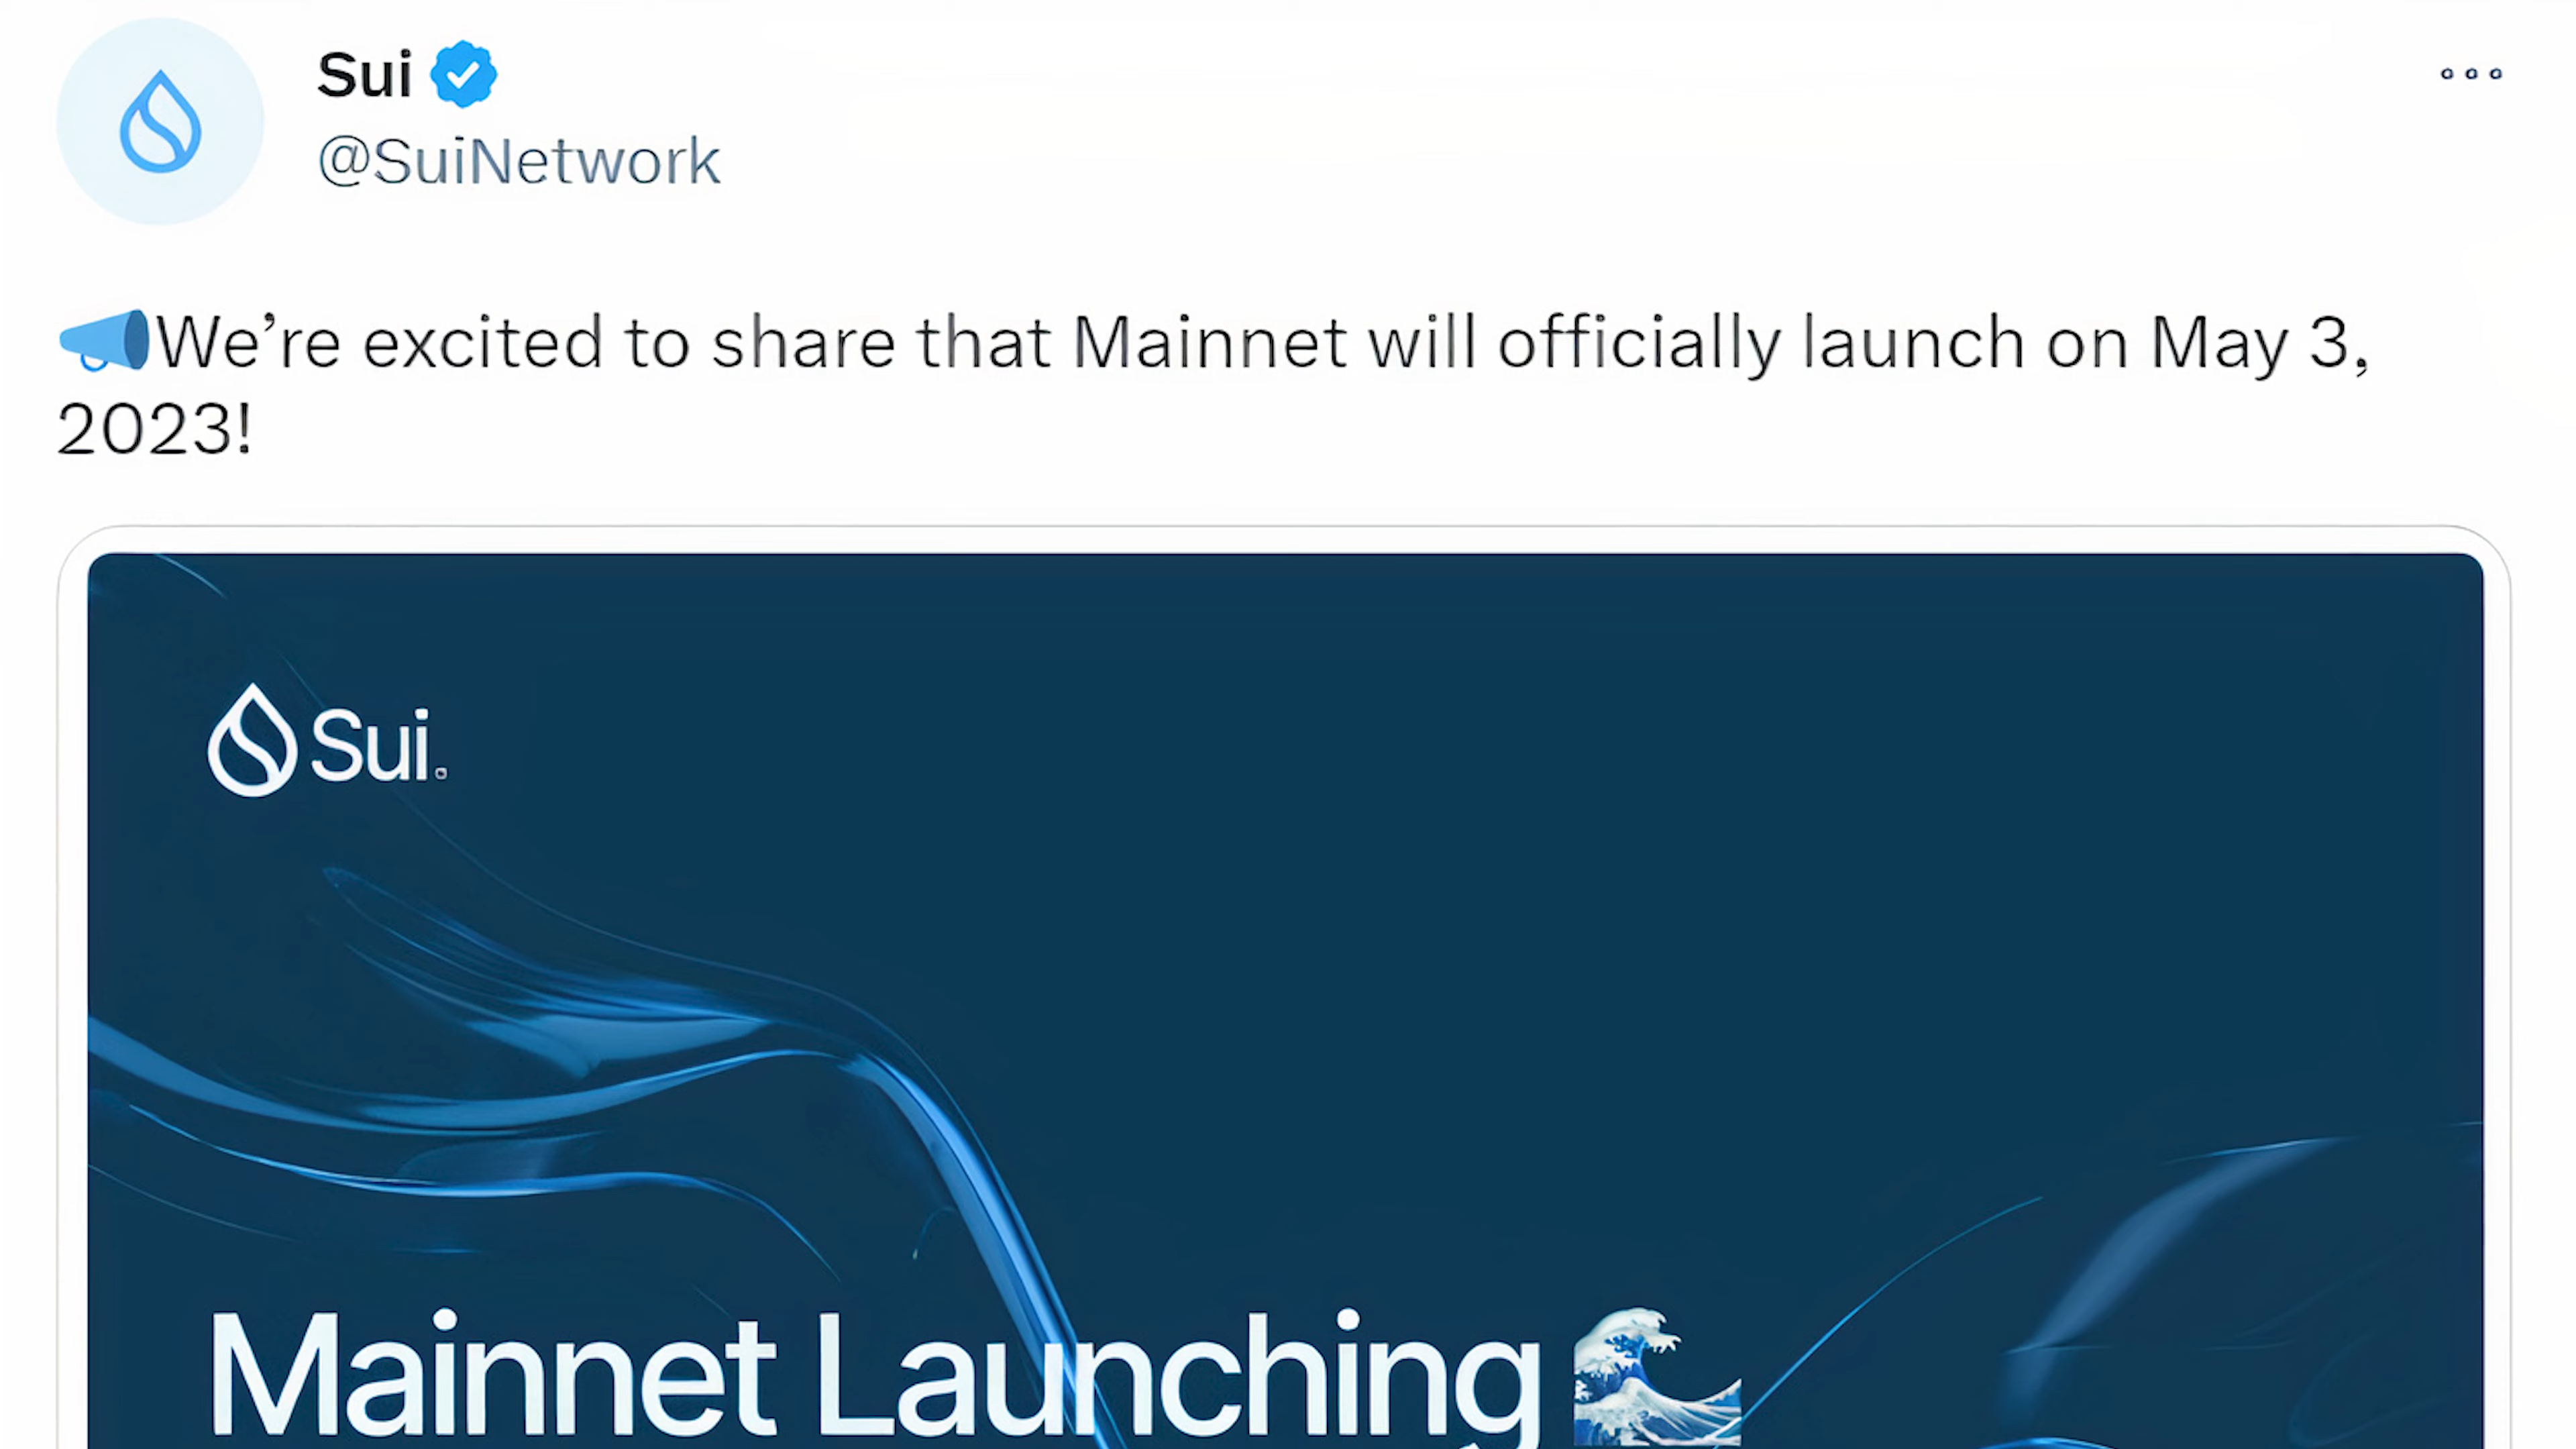 Sui
@SuiNetwork
📣We’re excited to share that Mainnet will officially launch on May 3,
2023!
Sui.
Mainnet Launching 🌊